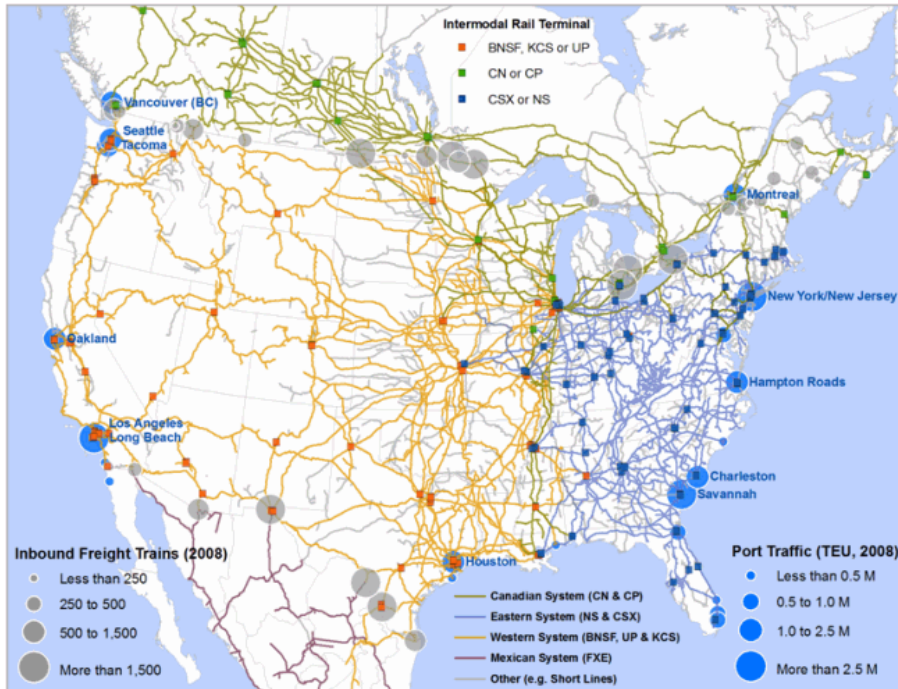 Intermodal Rail Terminal
BNSF, KCS or UP
CN or CP
CSX or NS
Vancouver (BC)
Seattle
Tacoma
Montreal
New York/New Jersey
Oakland
Hampton Roads
Los Angeles
Long Beach
Charleston
Savannah
Houston
Inbound Freight Trains (2008)
Less than 250
250 to 500
500 to 1,500
More than 1,500
Canadian System (CN & CP)
Eastern System (NS & CSX)
Western System (BNSF, UP & KCS)
Mexican System (FXE)
Other (e.g. Short Lines)
Port Traffic (TEU, 2008)
Less than 0.5 M
0.5 to 1.0 M
1.0 to 2.5 M
More than 2.5 M